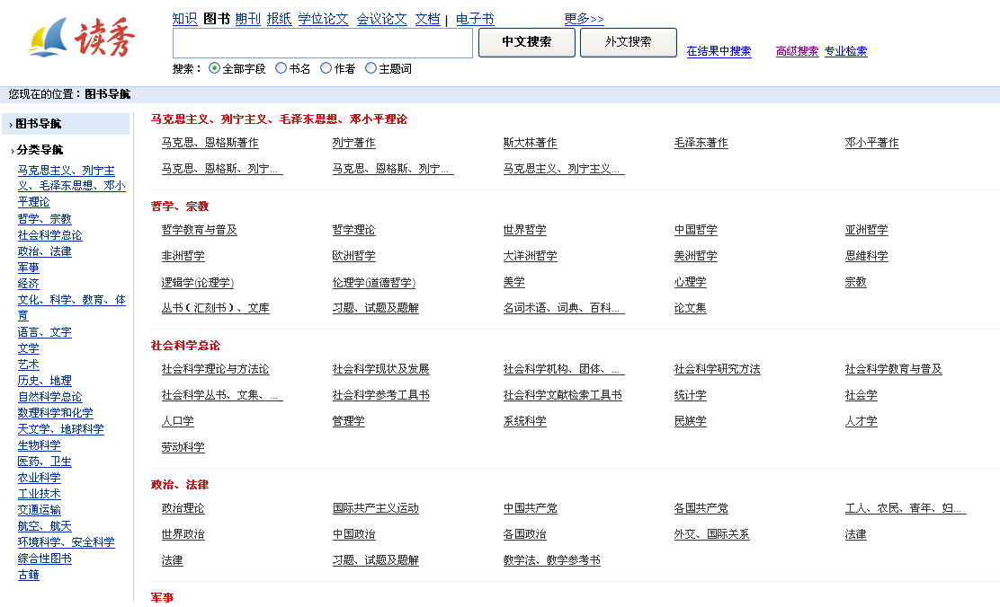 读秀
知识 图书 期刊 报纸 学位论文 会议论文 文档 | 电子书 更多>>
中文搜索 外文搜索 在结果中搜索 高级搜索 专业检索
搜索： 全部字段 书名 作者 主题词
您现在的位置：图书导航
›图书导航
›分类导航
马克思主义、列宁主
义、毛泽东思想、邓小
平理论
哲学、宗教
社会科学总论
政治、法律
军事
经济
文化、科学、教育、体
育
语言、文字
文学
艺术
历史、地理
自然科学总论
数理科学和化学
天文学、地球科学
生物科学
医药、卫生
农业科学
工业技术
交通运输
航空、航天
环境科学、安全科学
综合性图书
古籍
马克思主义、列宁主义、毛泽东思想、邓小平理论
马克思、恩格斯著作 列宁著作 斯大林著作 毛泽东著作 邓小平著作
马克思、恩格斯、列宁... 马克思、恩格斯、列宁... 马克思主义、列宁主义...
哲学、宗教
哲学教育与普及 哲学理论 世界哲学 中国哲学 亚洲哲学
非洲哲学 欧洲哲学 大洋洲哲学 美洲哲学 思维科学
逻辑学(论理学) 伦理学(道德哲学) 美学 心理学 宗教
丛书（汇刻书）、文库 习题、试题及题解 名词术语、词典、百科... 论文集
社会科学总论
社会科学理论与方法论 社会科学现状及发展 社会科学机构、团体、... 社会科学研究方法 社会科学教育与普及
社会科学丛书、文集、... 社会科学参考工具书 社会科学文献检索工具书 统计学 社会学
人口学 管理学 系统科学 民族学 人才学
劳动科学
政治、法律
政治理论 国际共产主义运动 中国共产党 各国共产党 工人、农民、青年、妇...
世界政治 中国政治 各国政治 外交、国际关系 法律
法律 习题、试题及题解 教学法、教学参考书
军事